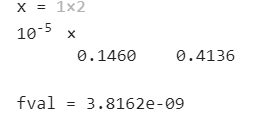 x = 1×2
10⁻⁵ ×
0.1460 0.4136
fval = 3.8162e-09